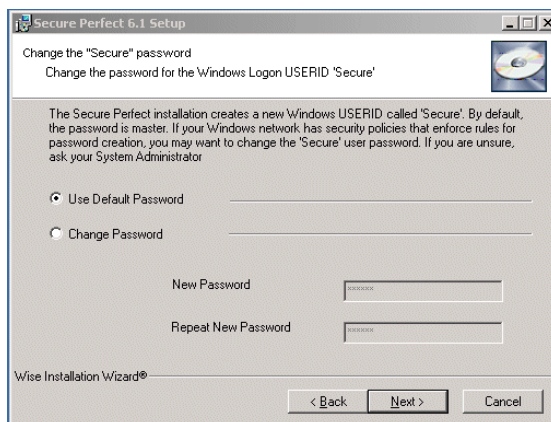 Secure Perfect 6.1 Setup
Change the "Secure" password
Change the password for the Windows Logon USERID 'Secure'
The Secure Perfect installation creates a new Windows USERID called 'Secure'. By default,
the password is master. If your Windows network has security policies that enforce rules for
password creation, you may want to change the 'Secure' user password. If you are unsure,
ask your System Administrator
Use Default Password
Change Password
New Password
xxxxxx
Repeat New Password
xxxxxx
Wise Installation Wizard®
< Back
Next >
Cancel